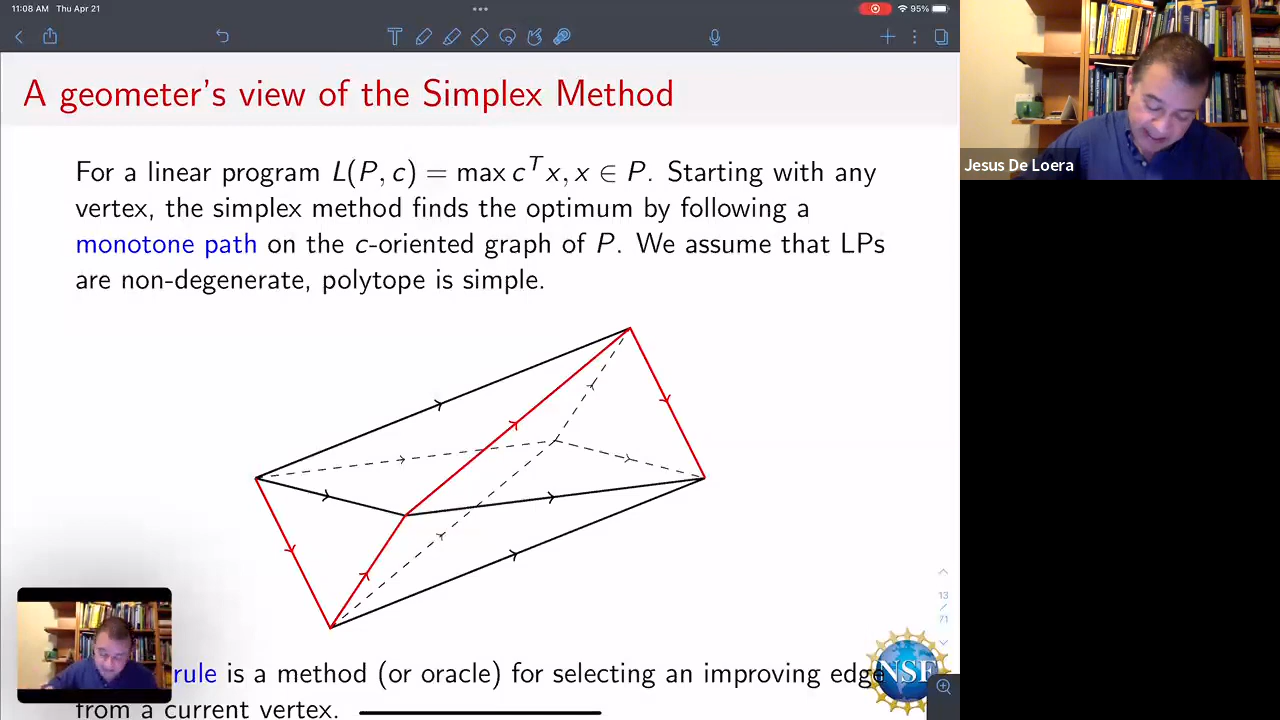 11:08 AM Thu Apr 21
95%
A geometer's view of the Simplex Method
For a linear program L(P, c) = max c^T x, x ∈ P. Starting with any
vertex, the simplex method finds the optimum by following a
monotone path on the c-oriented graph of P. We assume that LPs
are non-degenerate, polytope is simple.
rule is a method (or oracle) for selecting an improving edge
from a current vertex.
13
/
71
NSF
Jesus De Loera